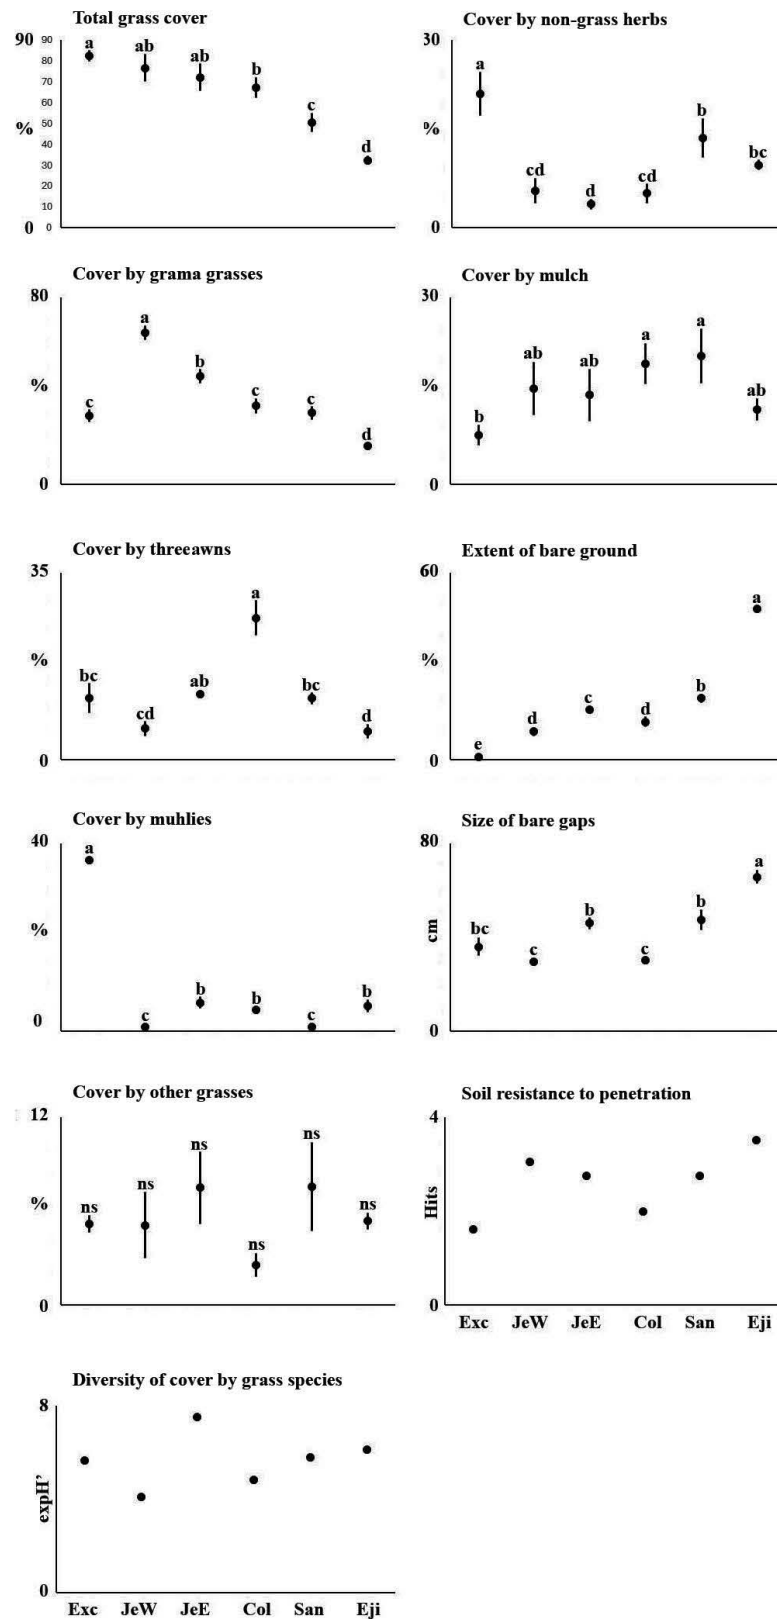 Total grass cover
90
90
80
70
60
50
40
30
20
10
0
%
0
a ab ab b c d
Cover by non-grass herbs
30
%
0
a cd d cd b bc
Cover by grama grasses
80
%
0
c a b c c d
Cover by mulch
30
%
0
b ab ab a a ab
Cover by threeawns
35
%
0
bc cd ab a bc d
Extent of bare ground
60
%
0
e d c d b a
Cover by muhlies
40
%
0
a c b b c b
Size of bare gaps
80
cm
0
bc c b c b a
Cover by other grasses
12
%
0
ns ns ns ns ns ns
Soil resistance to penetration
4
Hits
0
Exc JeW JeE Col San Eji
Diversity of cover by grass species
8
expH’
0
Exc JeW JeE Col San Eji